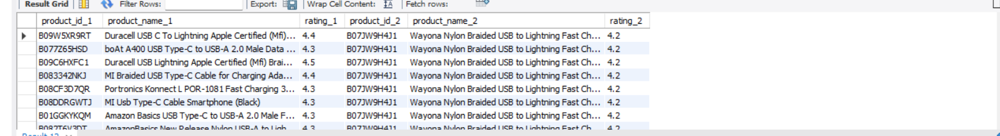 Result Grid Filter Rows: Export: Wrap Cell Content: Fetch rows:
product_id_1 product_name_1 rating_1 product_id_2 product_name_2 rating_2
B09W5XR9RT Duracell USB C To Lightning Apple Certified (Mfi)... 4.4 B07JW9H4J1 Wayona Nylon Braided USB to Lightning Fast Ch... 4.2
B077Z65HSD boAt A400 USB Type-C to USB-A 2.0 Male Data ... 4.3 B07JW9H4J1 Wayona Nylon Braided USB to Lightning Fast Ch... 4.2
B09C6HXFC1 Duracell USB Lightning Apple Certified (Mfi) Brai... 4.5 B07JW9H4J1 Wayona Nylon Braided USB to Lightning Fast Ch... 4.2
B083342NKJ MI Braided USB Type-C Cable for Charging Ada... 4.4 B07JW9H4J1 Wayona Nylon Braided USB to Lightning Fast Ch... 4.2
B08CF3D7QR Portronics Konnect L POR-1081 Fast Charging 3... 4.3 B07JW9H4J1 Wayona Nylon Braided USB to Lightning Fast Ch... 4.2
B08DDRGWTJ MI Usb Type-C Cable Smartphone (Black) 4.3 B07JW9H4J1 Wayona Nylon Braided USB to Lightning Fast Ch... 4.2
B01GGKYKQM Amazon Basics USB Type-C to USB-A 2.0 Male F... 4.3 B07JW9H4J1 Wayona Nylon Braided USB to Lightning Fast Ch... 4.2
B082T6V3DT AmazonBasics New Release Nylon USB-A to Ligh... 4.3 B07JW9H4J1 Wayona Nylon Braided USB to Lightning Fast Ch... 4.2